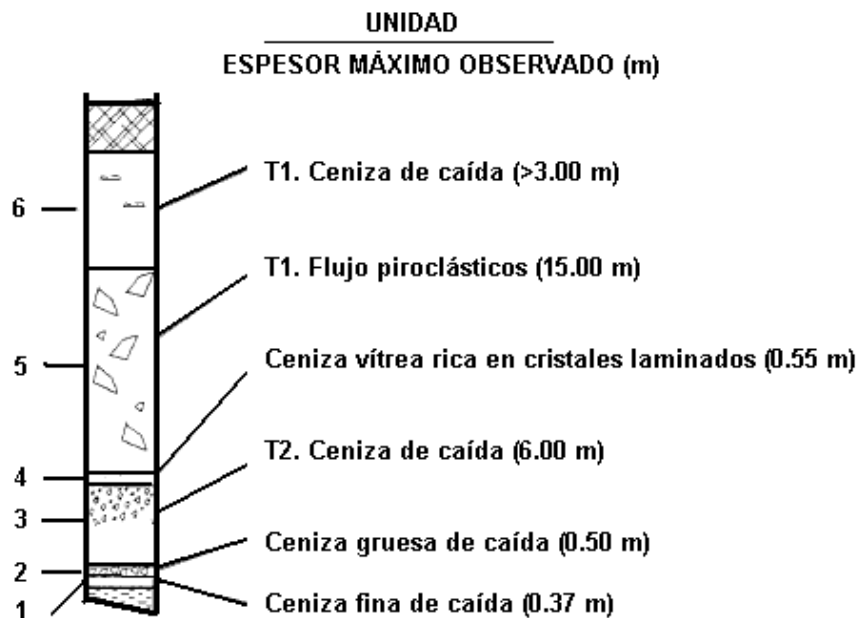 UNIDAD
ESPESOR MÁXIMO OBSERVADO (m)
6
T1. Ceniza de caída (>3.00 m)
T1. Flujo piroclásticos (15.00 m)
5
Ceniza vítrea rica en cristales laminados (0.55 m)
4
T2. Ceniza de caída (6.00 m)
3
Ceniza gruesa de caída (0.50 m)
2
Ceniza fina de caída (0.37 m)
1